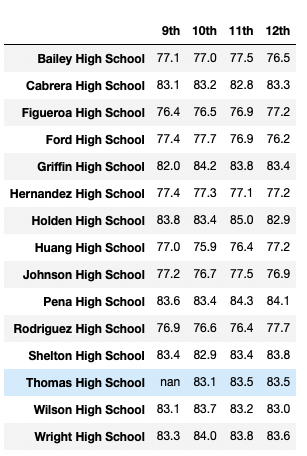 9th 10th 11th 12th
Bailey High School 77.1 77.0 77.5 76.5
Cabrera High School 83.1 83.2 82.8 83.3
Figueroa High School 76.4 76.5 76.9 77.2
Ford High School 77.4 77.7 76.9 76.2
Griffin High School 82.0 84.2 83.8 83.4
Hernandez High School 77.4 77.3 77.1 77.2
Holden High School 83.8 83.4 85.0 82.9
Huang High School 77.0 75.9 76.4 77.2
Johnson High School 77.2 76.7 77.5 76.9
Pena High School 83.6 83.4 84.3 84.1
Rodriguez High School 76.9 76.6 76.4 77.7
Shelton High School 83.4 82.9 83.4 83.8
Thomas High School nan 83.1 83.5 83.5
Wilson High School 83.1 83.7 83.2 83.0
Wright High School 83.3 84.0 83.8 83.6